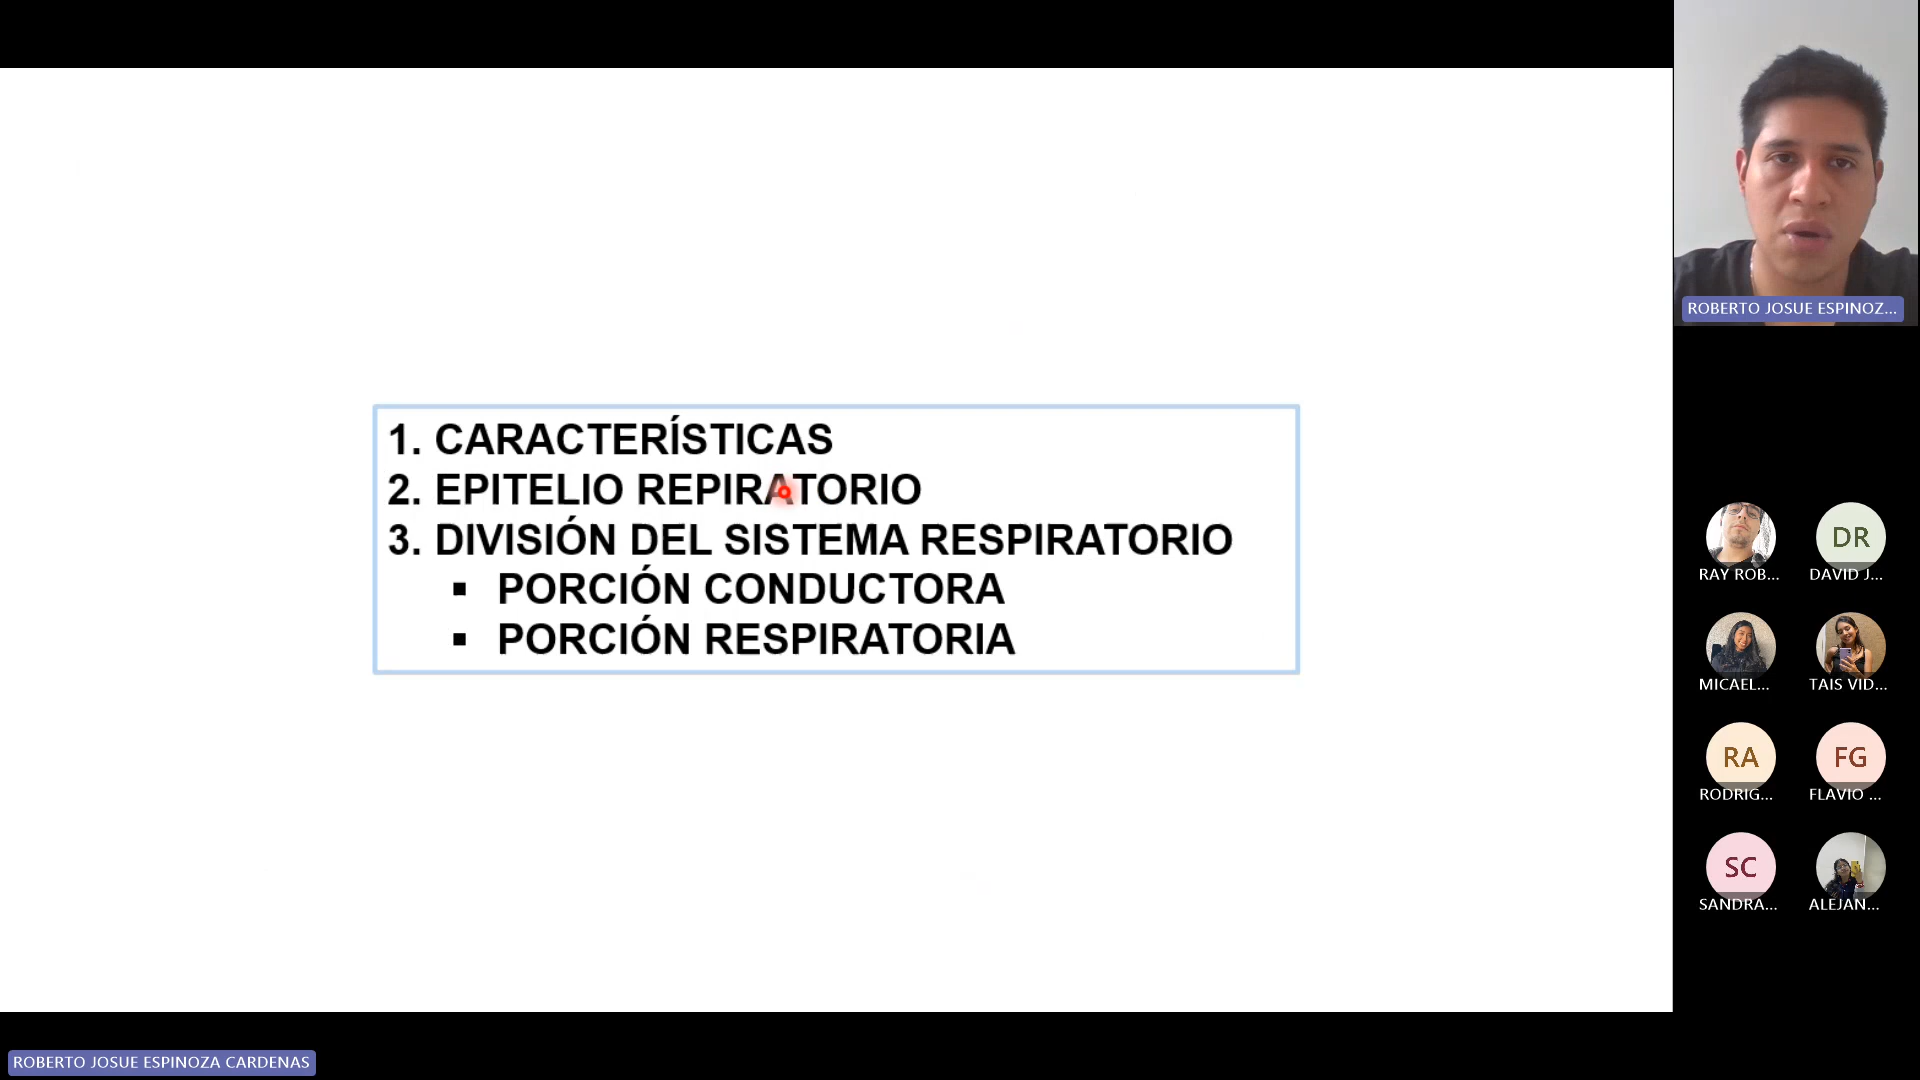 1. CARACTERÍSTICAS
2. EPITELIO REPIRATORIO
3. DIVISIÓN DEL SISTEMA RESPIRATORIO
▪ PORCIÓN CONDUCTORA
▪ PORCIÓN RESPIRATORIA
ROBERTO JOSUE ESPINOZ...
DR
RAY ROB...
DAVID J...
MICAEL...
TAIS VID...
RA
FG
RODRIG...
FLAVIO ...
SC
SANDRA...
ALEJAN...
ROBERTO JOSUE ESPINOZA CARDENAS